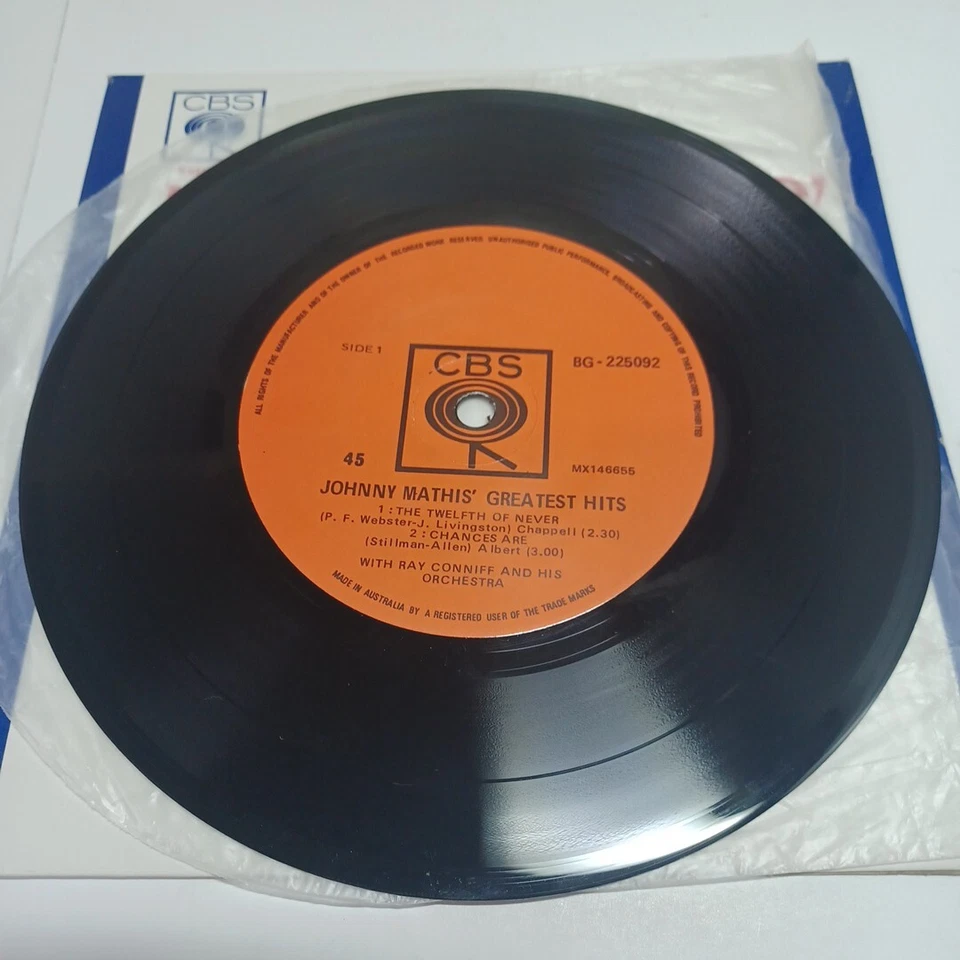 CBS
ALL RIGHTS OF THE MANUFACTURER AND OF THE OWNER OF THE RECORDED WORK RESERVED. UNAUTHORISED PUBLIC PERFORMANCE, BROADCASTING AND COPYING OF THIS RECORD PROHIBITED
SIDE 1
CBS
BG - 225092
45
MX146655
JOHNNY MATHIS' GREATEST HITS
1 : THE TWELFTH OF NEVER
(P. F. Webster-J. Livingston) Chappell (2.30)
2 : CHANCES ARE
(Stillman-Allen) Albert (3.00)
WITH RAY CONNIFF AND HIS
ORCHESTRA
MADE IN AUSTRALIA BY A REGISTERED USER OF THE TRADE MARKS